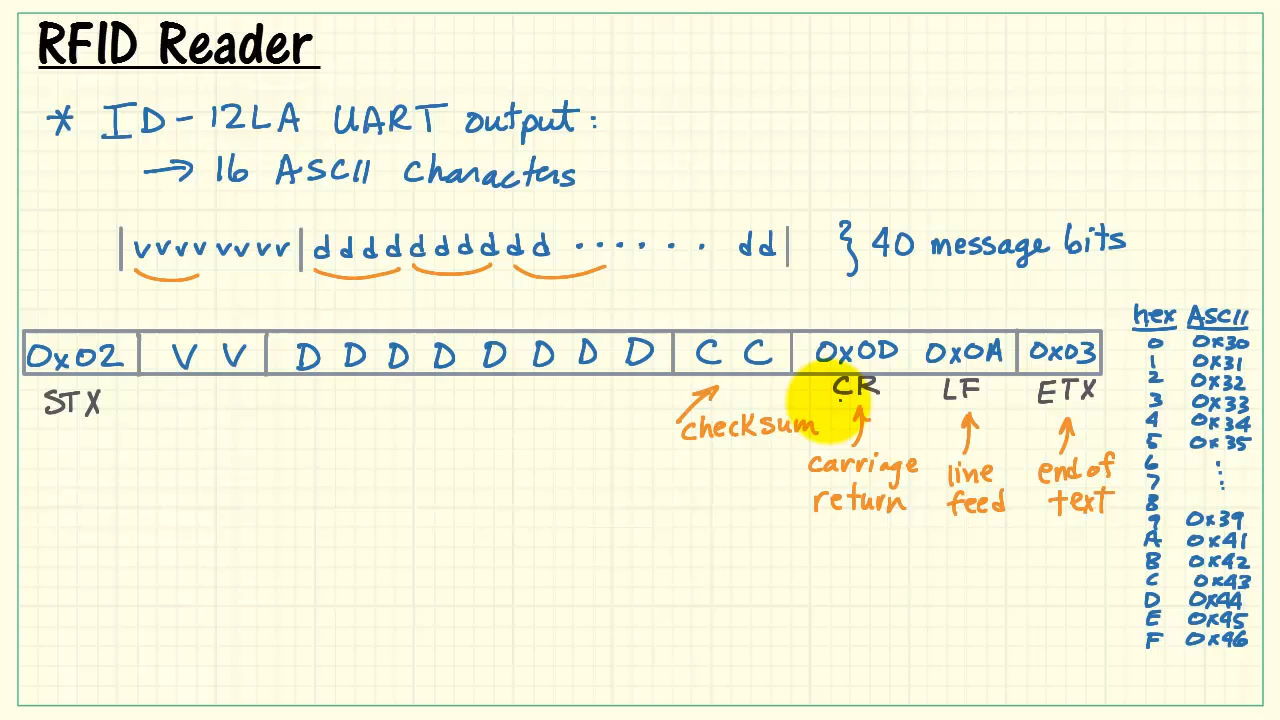 RFID Reader
* ID-12LA UART output:
→ 16 ASCII characters
|vvvvvvvv|dddddddddd ...... dd| } 40 message bits
0x02 V V D D D D D D D D C C 0x0D 0x0A 0x03
STX CR LF ETX
checksum
carriage return
line feed
end of text
hex ASCII
0 0x30
1 0x31
2 0x32
3 0x33
4 0x34
5 0x35
6
7
8
9 0x39
A 0x41
B 0x42
C 0x43
D 0x44
E 0x45
F 0x46